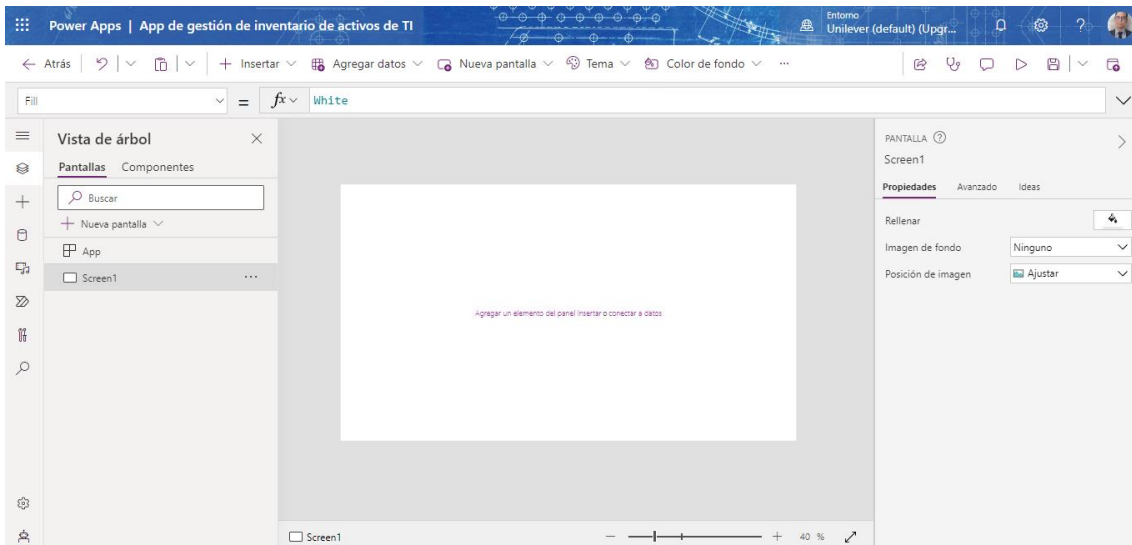 Power Apps | App de gestión de inventario de activos de TI
Entorno
Unilever (default) (Upgr...
Atrás
Insertar
Agregar datos
Nueva pantalla
Tema
Color de fondo
...
Fill
=
fx
White
Vista de árbol
Pantallas
Componentes
Buscar
Nueva pantalla
App
Screen1
...
Agregar un elemento del panel Insertar o conectar a datos
PANTALLA
Screen1
Propiedades
Avanzado
Ideas
Rellenar
Imagen de fondo
Ninguno
Posición de imagen
Ajustar
Screen1
40 %